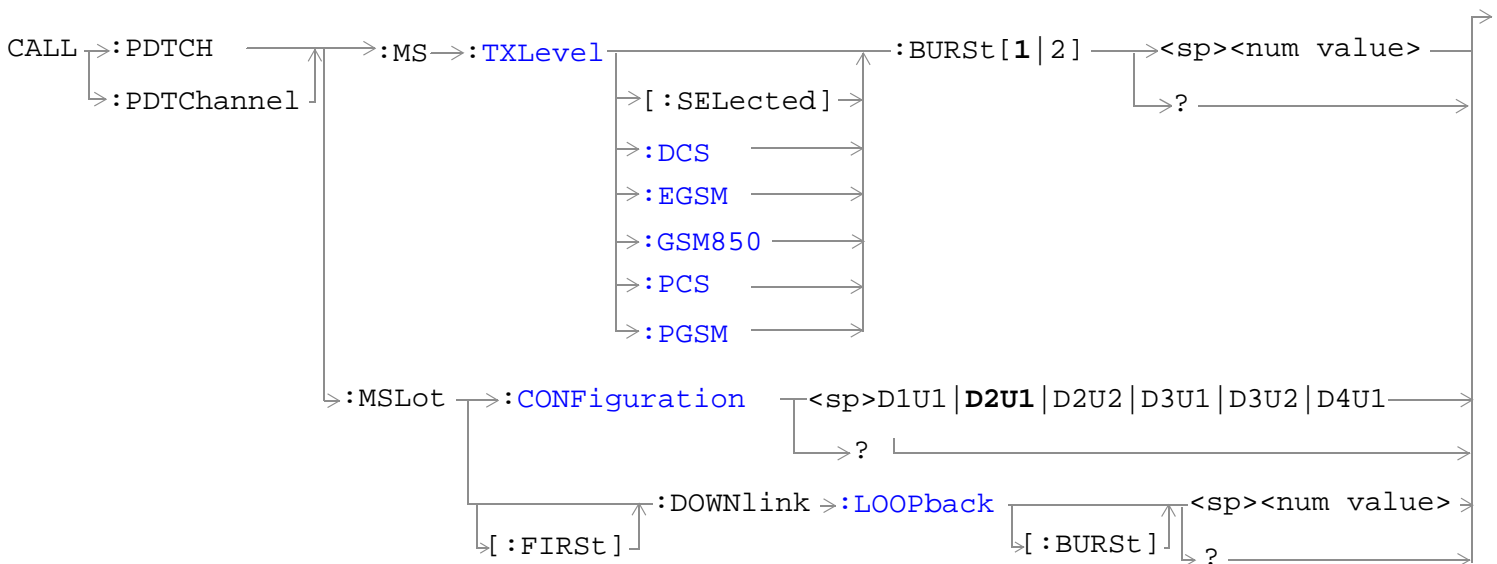 CALL :PDTCH :MS :TXLevel :BURSt[1|2] <sp><num value>
:PDTChannel [:SELected] ?
:DCS
:EGSM
:GSM850
:PCS
:PGSM
:MSLot :CONFiguration <sp>D1U1|D2U1|D2U2|D3U1|D3U2|D4U1
?
:DOWNlink :LOOPback <sp><num value>
[:FIRSt] [:BURSt] ?